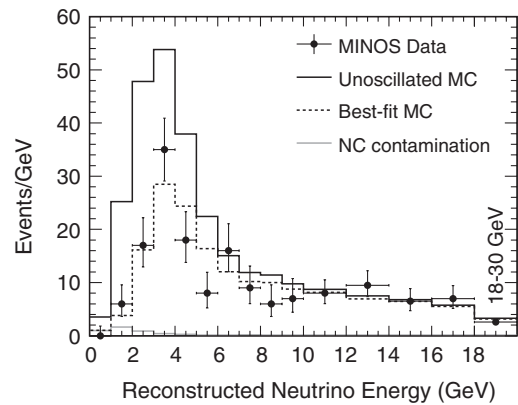 60
50
40
30
20
10
0
Events/GeV
MINOS Data
Unoscillated MC
Best-fit MC
NC contamination
18-30 GeV
0 2 4 6 8 10 12 14 16 18
Reconstructed Neutrino Energy (GeV)